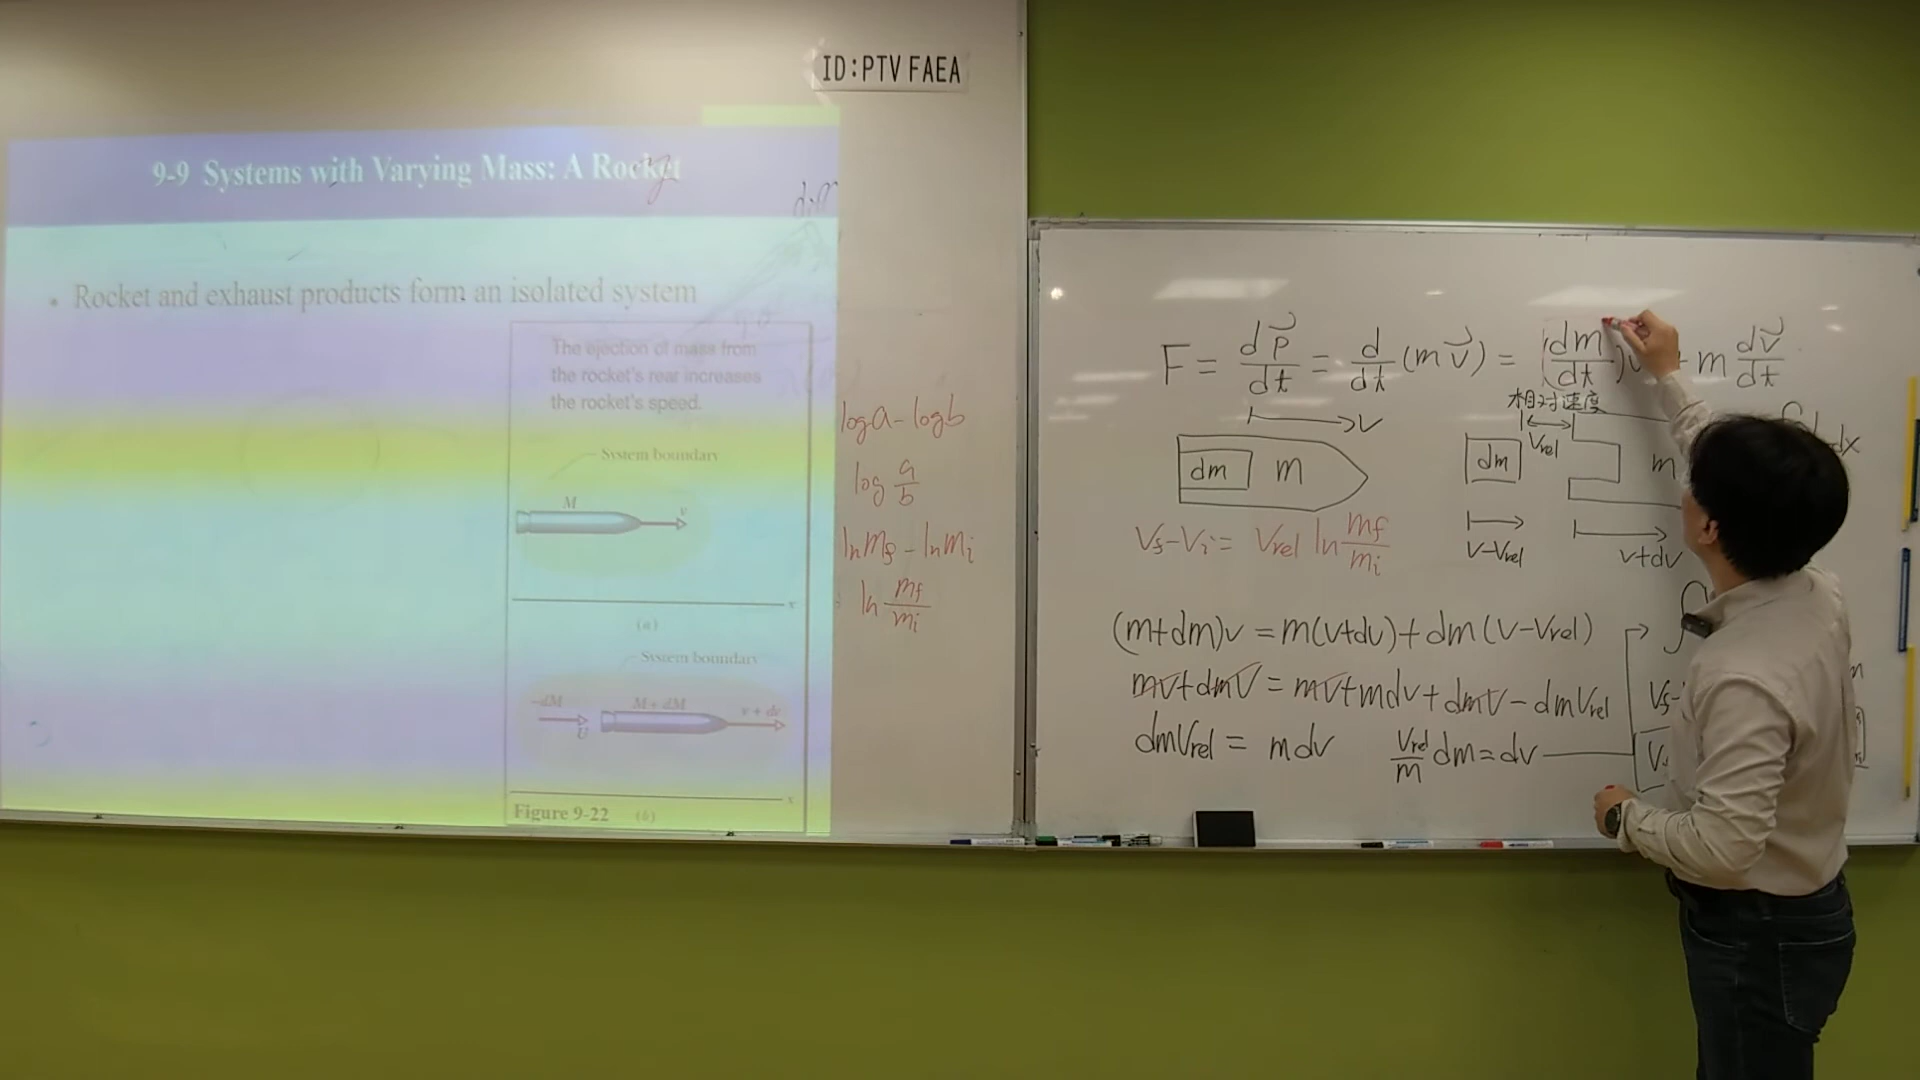 ID:PTV FAEA
9-9 Systems with Varying Mass: A Rocket
diff
• Rocket and exhaust products form an isolated system
The ejection of mass from
the rocket's rear increases
the rocket's speed.
System boundary
M
v
x
(a)
System boundary
-dM
M + dM
v + dv
U
x
Figure 9-22 (b)
log a - log b
log a/b
ln mf - ln mi
ln mf/mi
F = dp⃗/dt = d/dt (m v⃗) = (dm/dt) v + m dv⃗/dt
v
相对速度
Vrel
dx
dm m
dm
m
v-Vrel
v+dv
Vf-Vi = Vrel ln mf/mi
(m+dm)v = m(v+dv)+dm(v-Vrel)
∫
mv+dmv = mv+mdv+dmv-dmVrel
Vf-
dmVrel = mdv
Vrel/m dm = dv